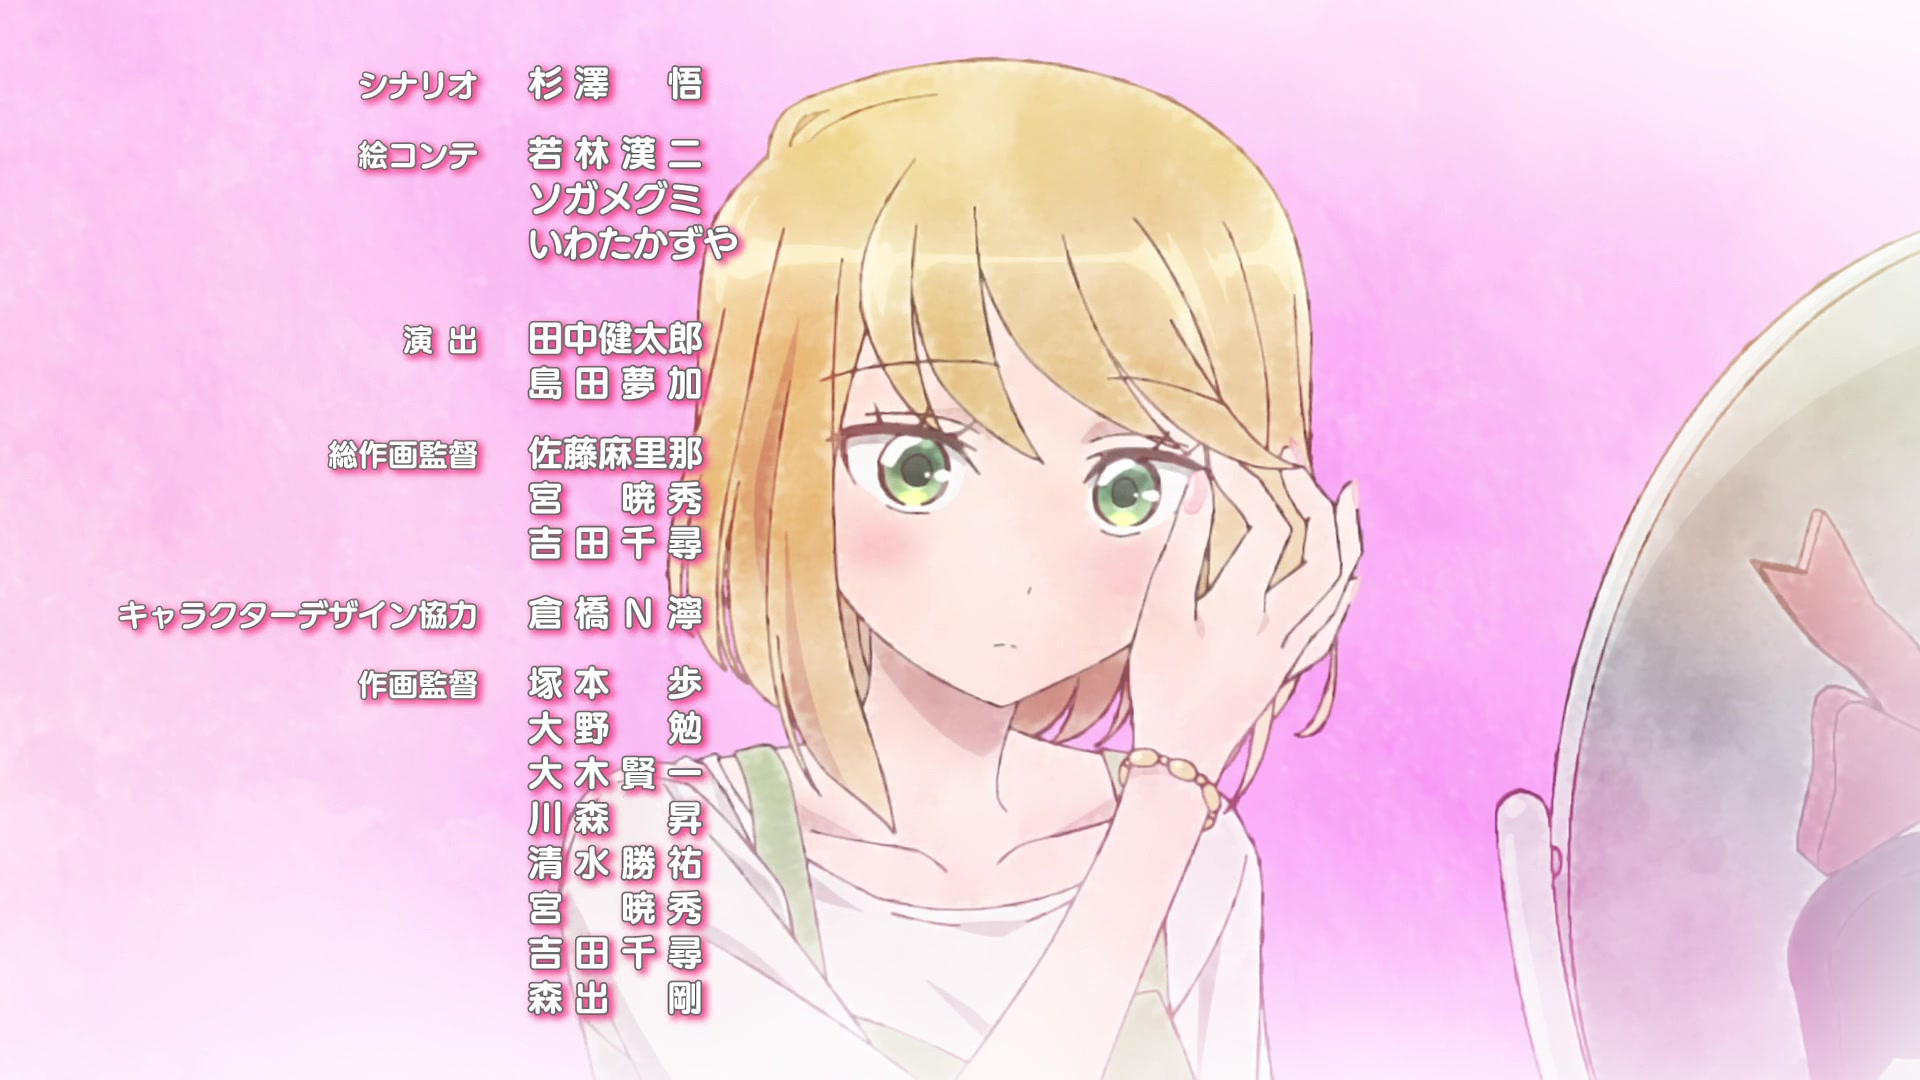 シナリオ 杉澤 悟
絵コンテ 若林漢二
ソガメグミ
いわたかずや
演出 田中健太郎
島田夢加
総作画監督 佐藤麻里那
宮 暁秀
吉田千尋
キャラクターデザイン協力 倉橋N濘
作画監督 塚本 歩
大野 勉
大木賢一
川森 昇
清水勝祐
宮 暁秀
吉田千尋
森出 剛